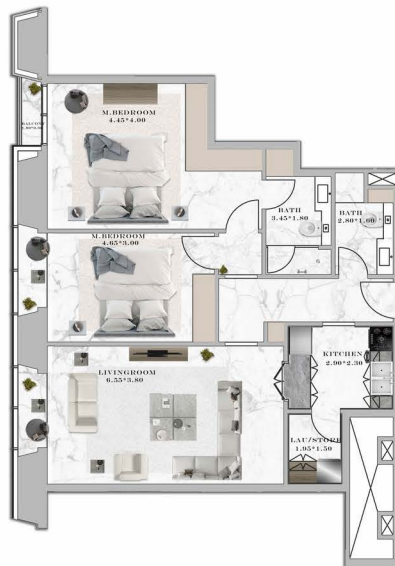 M.BEDROOM
4.45*4.00
BALCONY
BATH
3.45*1.80
BATH
2.80*1.60
M.BEDROOM
4.65*3.00
KITCHEN
2.90*2.30
LIVINGROOM
6.55*3.80
LAU/STORE
1.95*1.50